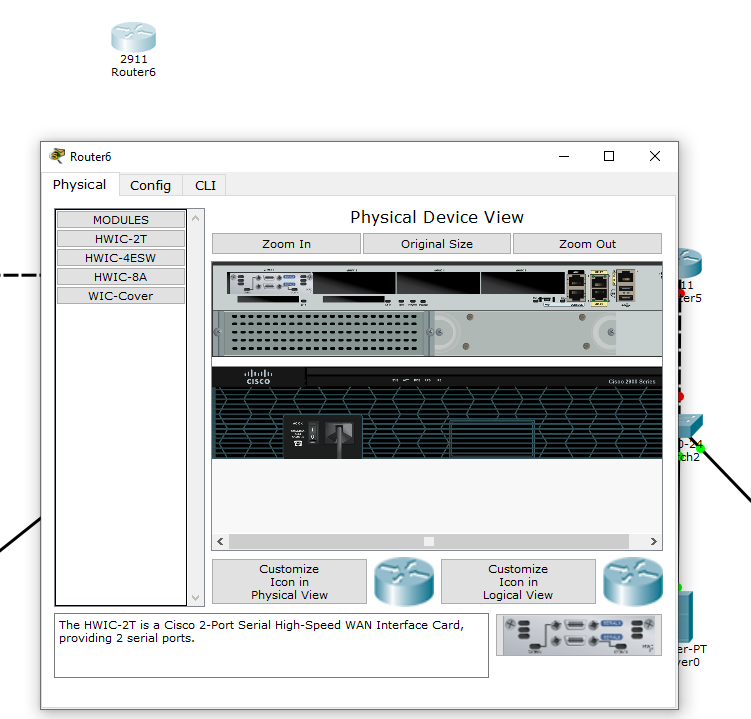 2911
Router6
Router6
Physical
Config
CLI
MODULES
HWIC-2T
HWIC-4ESW
HWIC-8A
WIC-Cover
Physical Device View
Zoom In
Original Size
Zoom Out
CISCO
Cisco 2900 Series
11
ter5
0-24
ch2
Customize
Icon in
Physical View
Customize
Icon in
Logical View
The HWIC-2T is a Cisco 2-Port Serial High-Speed WAN Interface Card,
providing 2 serial ports.
er-PT
ver0